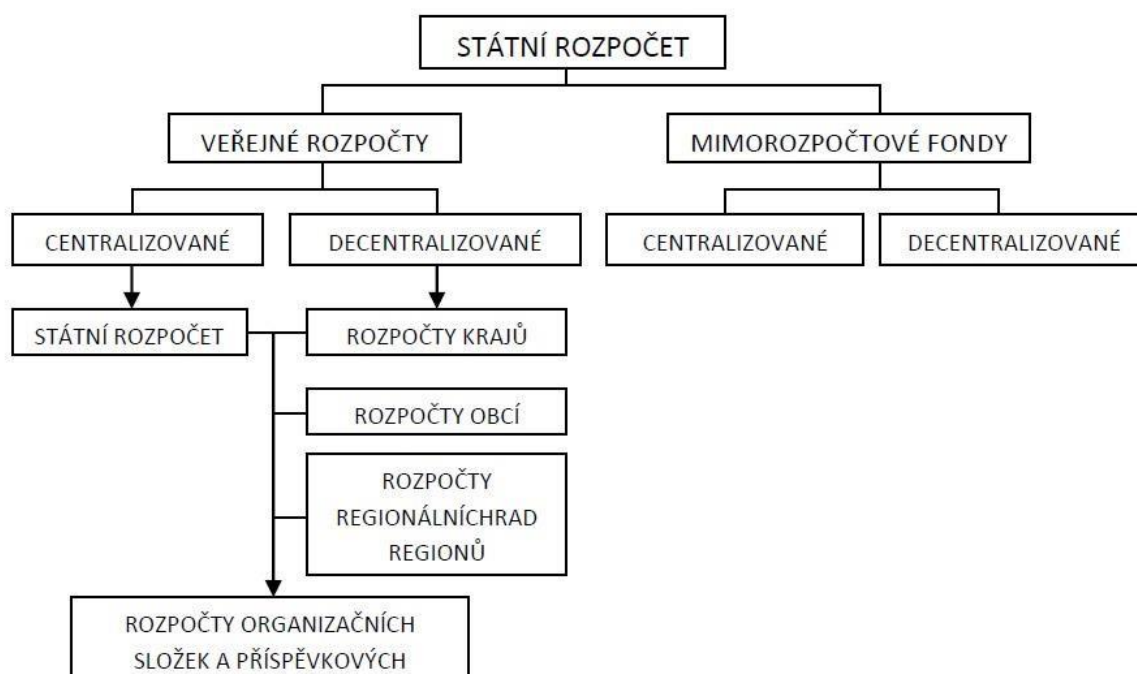 STÁTNÍ ROZPOČET
VEŘEJNÉ ROZPOČTY
MIMOROZPOČTOVÉ FONDY
CENTRALIZOVANÉ
DECENTRALIZOVANÉ
CENTRALIZOVANÉ
DECENTRALIZOVANÉ
STÁTNÍ ROZPOČET
ROZPOČTY KRAJŮ
ROZPOČTY OBCÍ
ROZPOČTY
REGIONÁLNÍCHRAD
REGIONŮ
ROZPOČTY ORGANIZAČNÍCH
SLOŽEK A PŘÍSPĚVKOVÝCH